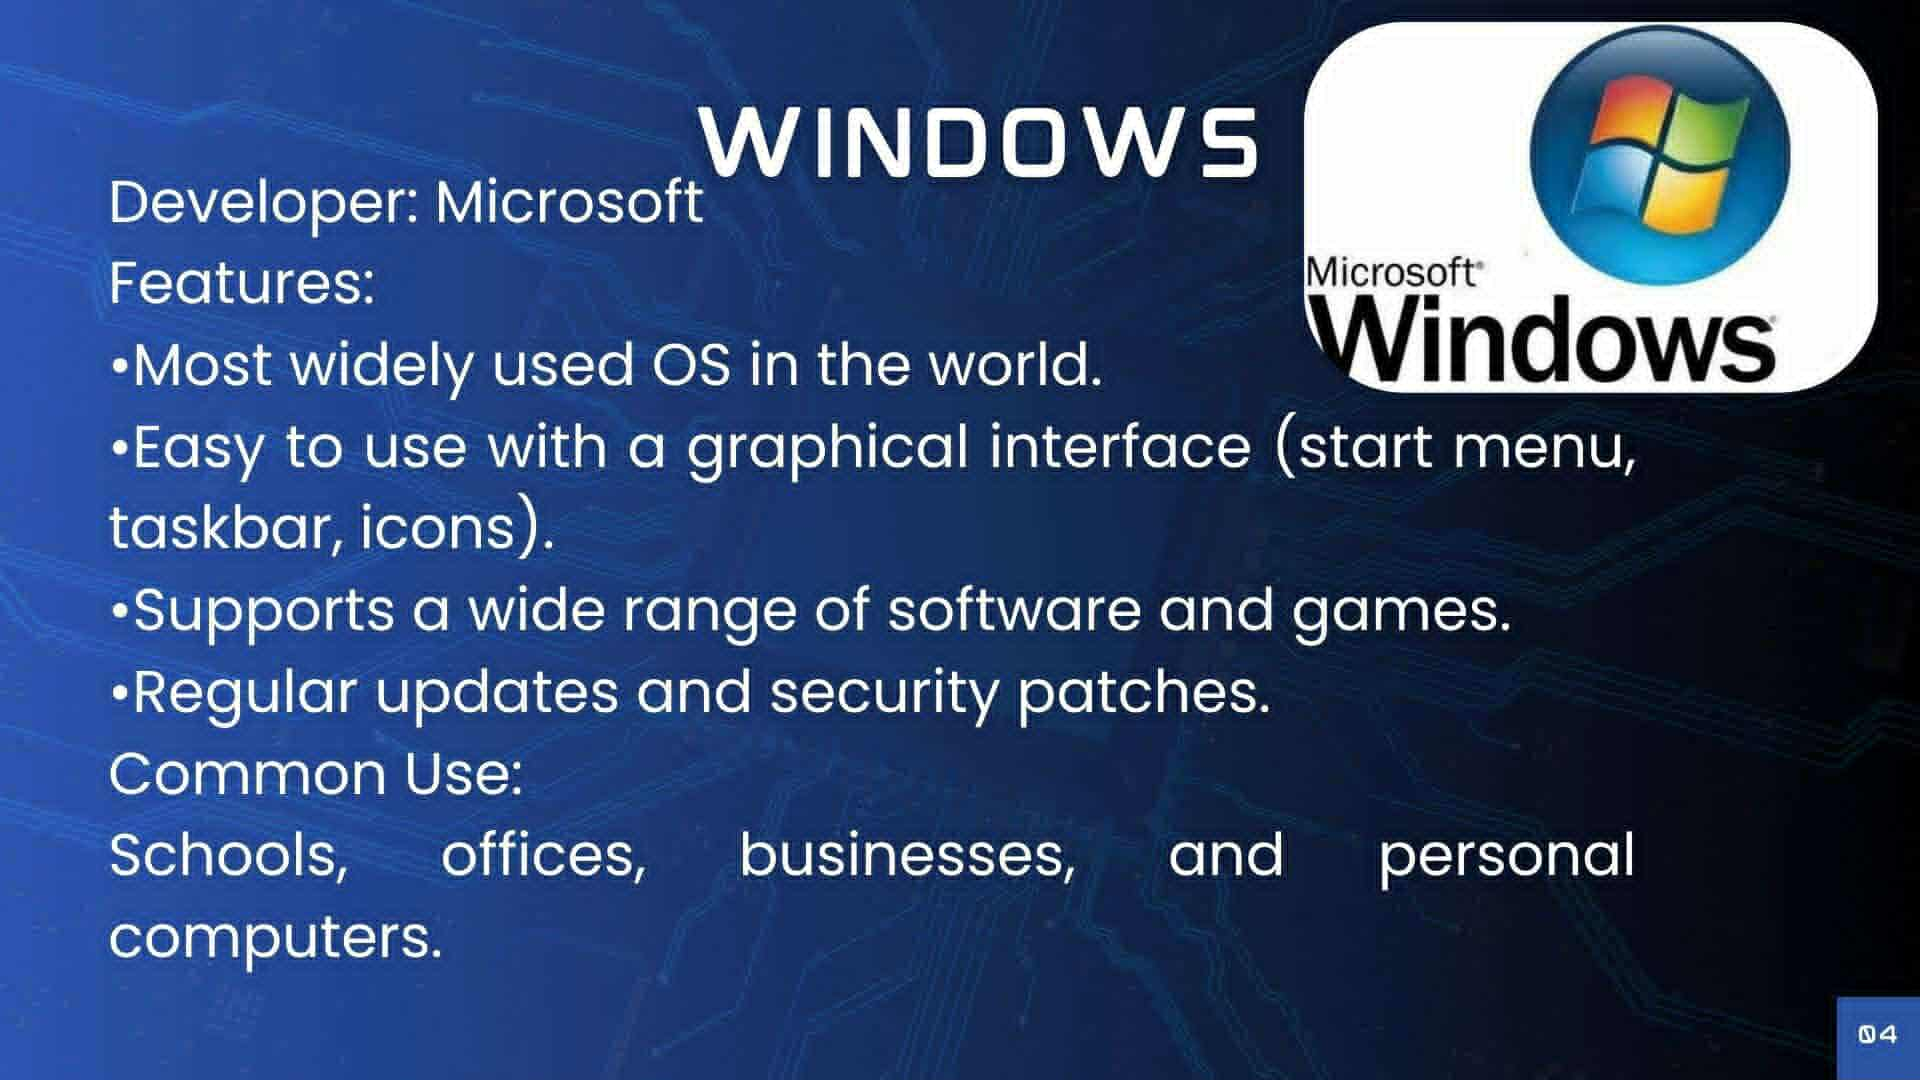 WINDOWS
Developer: Microsoft
Features:
•Most widely used OS in the world.
•Easy to use with a graphical interface (start menu,
taskbar, icons).
•Supports a wide range of software and games.
•Regular updates and security patches.
Common Use:
Schools, offices, businesses, and personal
computers.
Microsoft®
Windows®
04